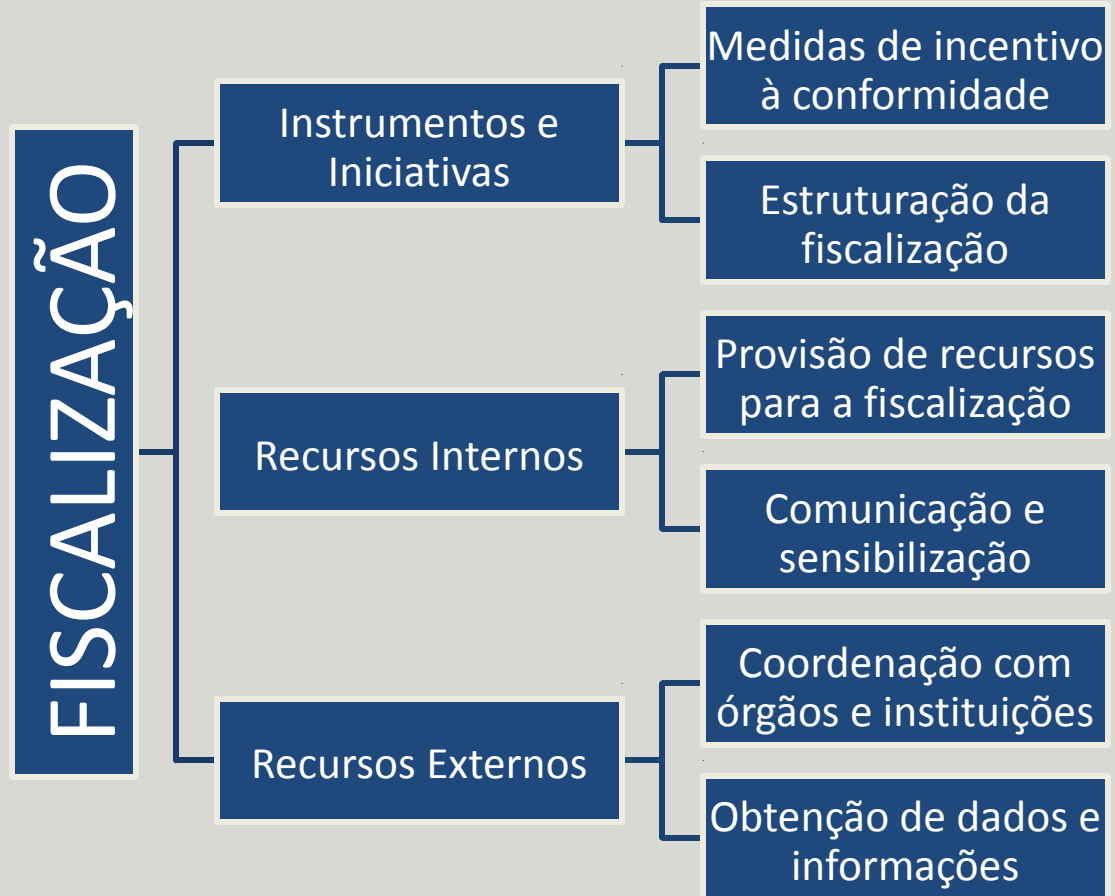 FISCALIZAÇÃO
Instrumentos e
Iniciativas
Medidas de incentivo
à conformidade
Estruturação da
fiscalização
Recursos Internos
Provisão de recursos
para a fiscalização
Comunicação e
sensibilização
Recursos Externos
Coordenação com
órgãos e instituições
Obtenção de dados e
informações